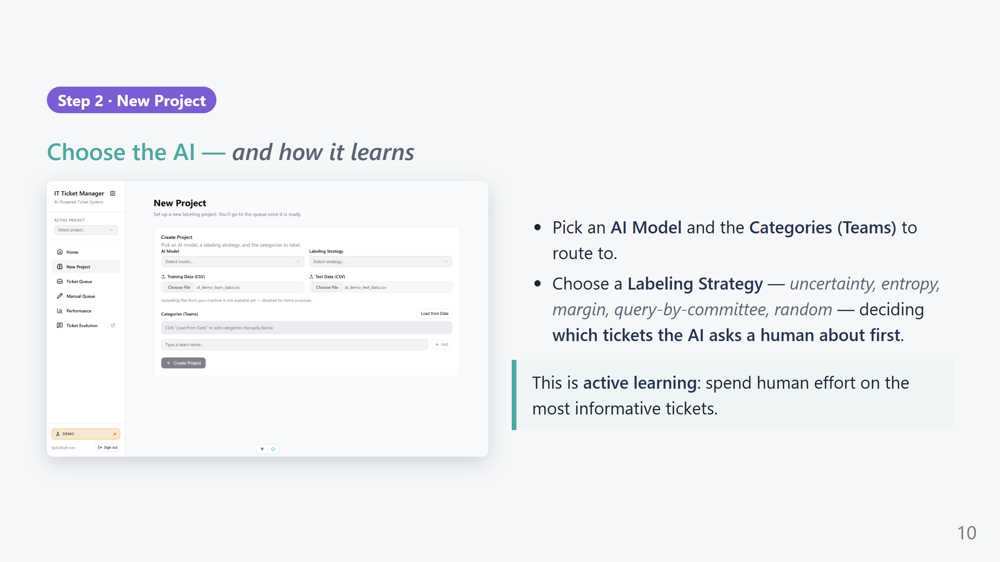 Step 2 · New Project
Choose the AI — and how it learns
IT Ticket Manager
AI-Powered Ticket System
ACTIVE PROJECT
Select project...
Home
New Project
Ticket Queue
Manual Queue
Performance
Ticket Evolution
DEMO
fpdo@gft.com
Sign out
New Project
Set up a new labeling project. You'll go to the queue once it is ready.
Create Project
Pick an AI model, a labeling strategy, and the categories to label.
AI Model
Labeling Strategy
Select model...
Select strategy...
Training Data (CSV)
Test Data (CSV)
Choose File al_demo_train_data.csv
Choose File al_demo_test_data.csv
Uploading files from your machine is not available yet — disabled for demo purposes.
Categories (Teams)
Load from Data
Click "Load from Data" or add categories manually below
Type a team name...
+ Add
+ Create Project
• Pick an AI Model and the Categories (Teams) to
route to.
• Choose a Labeling Strategy — uncertainty, entropy,
margin, query-by-committee, random — deciding
which tickets the AI asks a human about first.
This is active learning: spend human effort on the
most informative tickets.
10